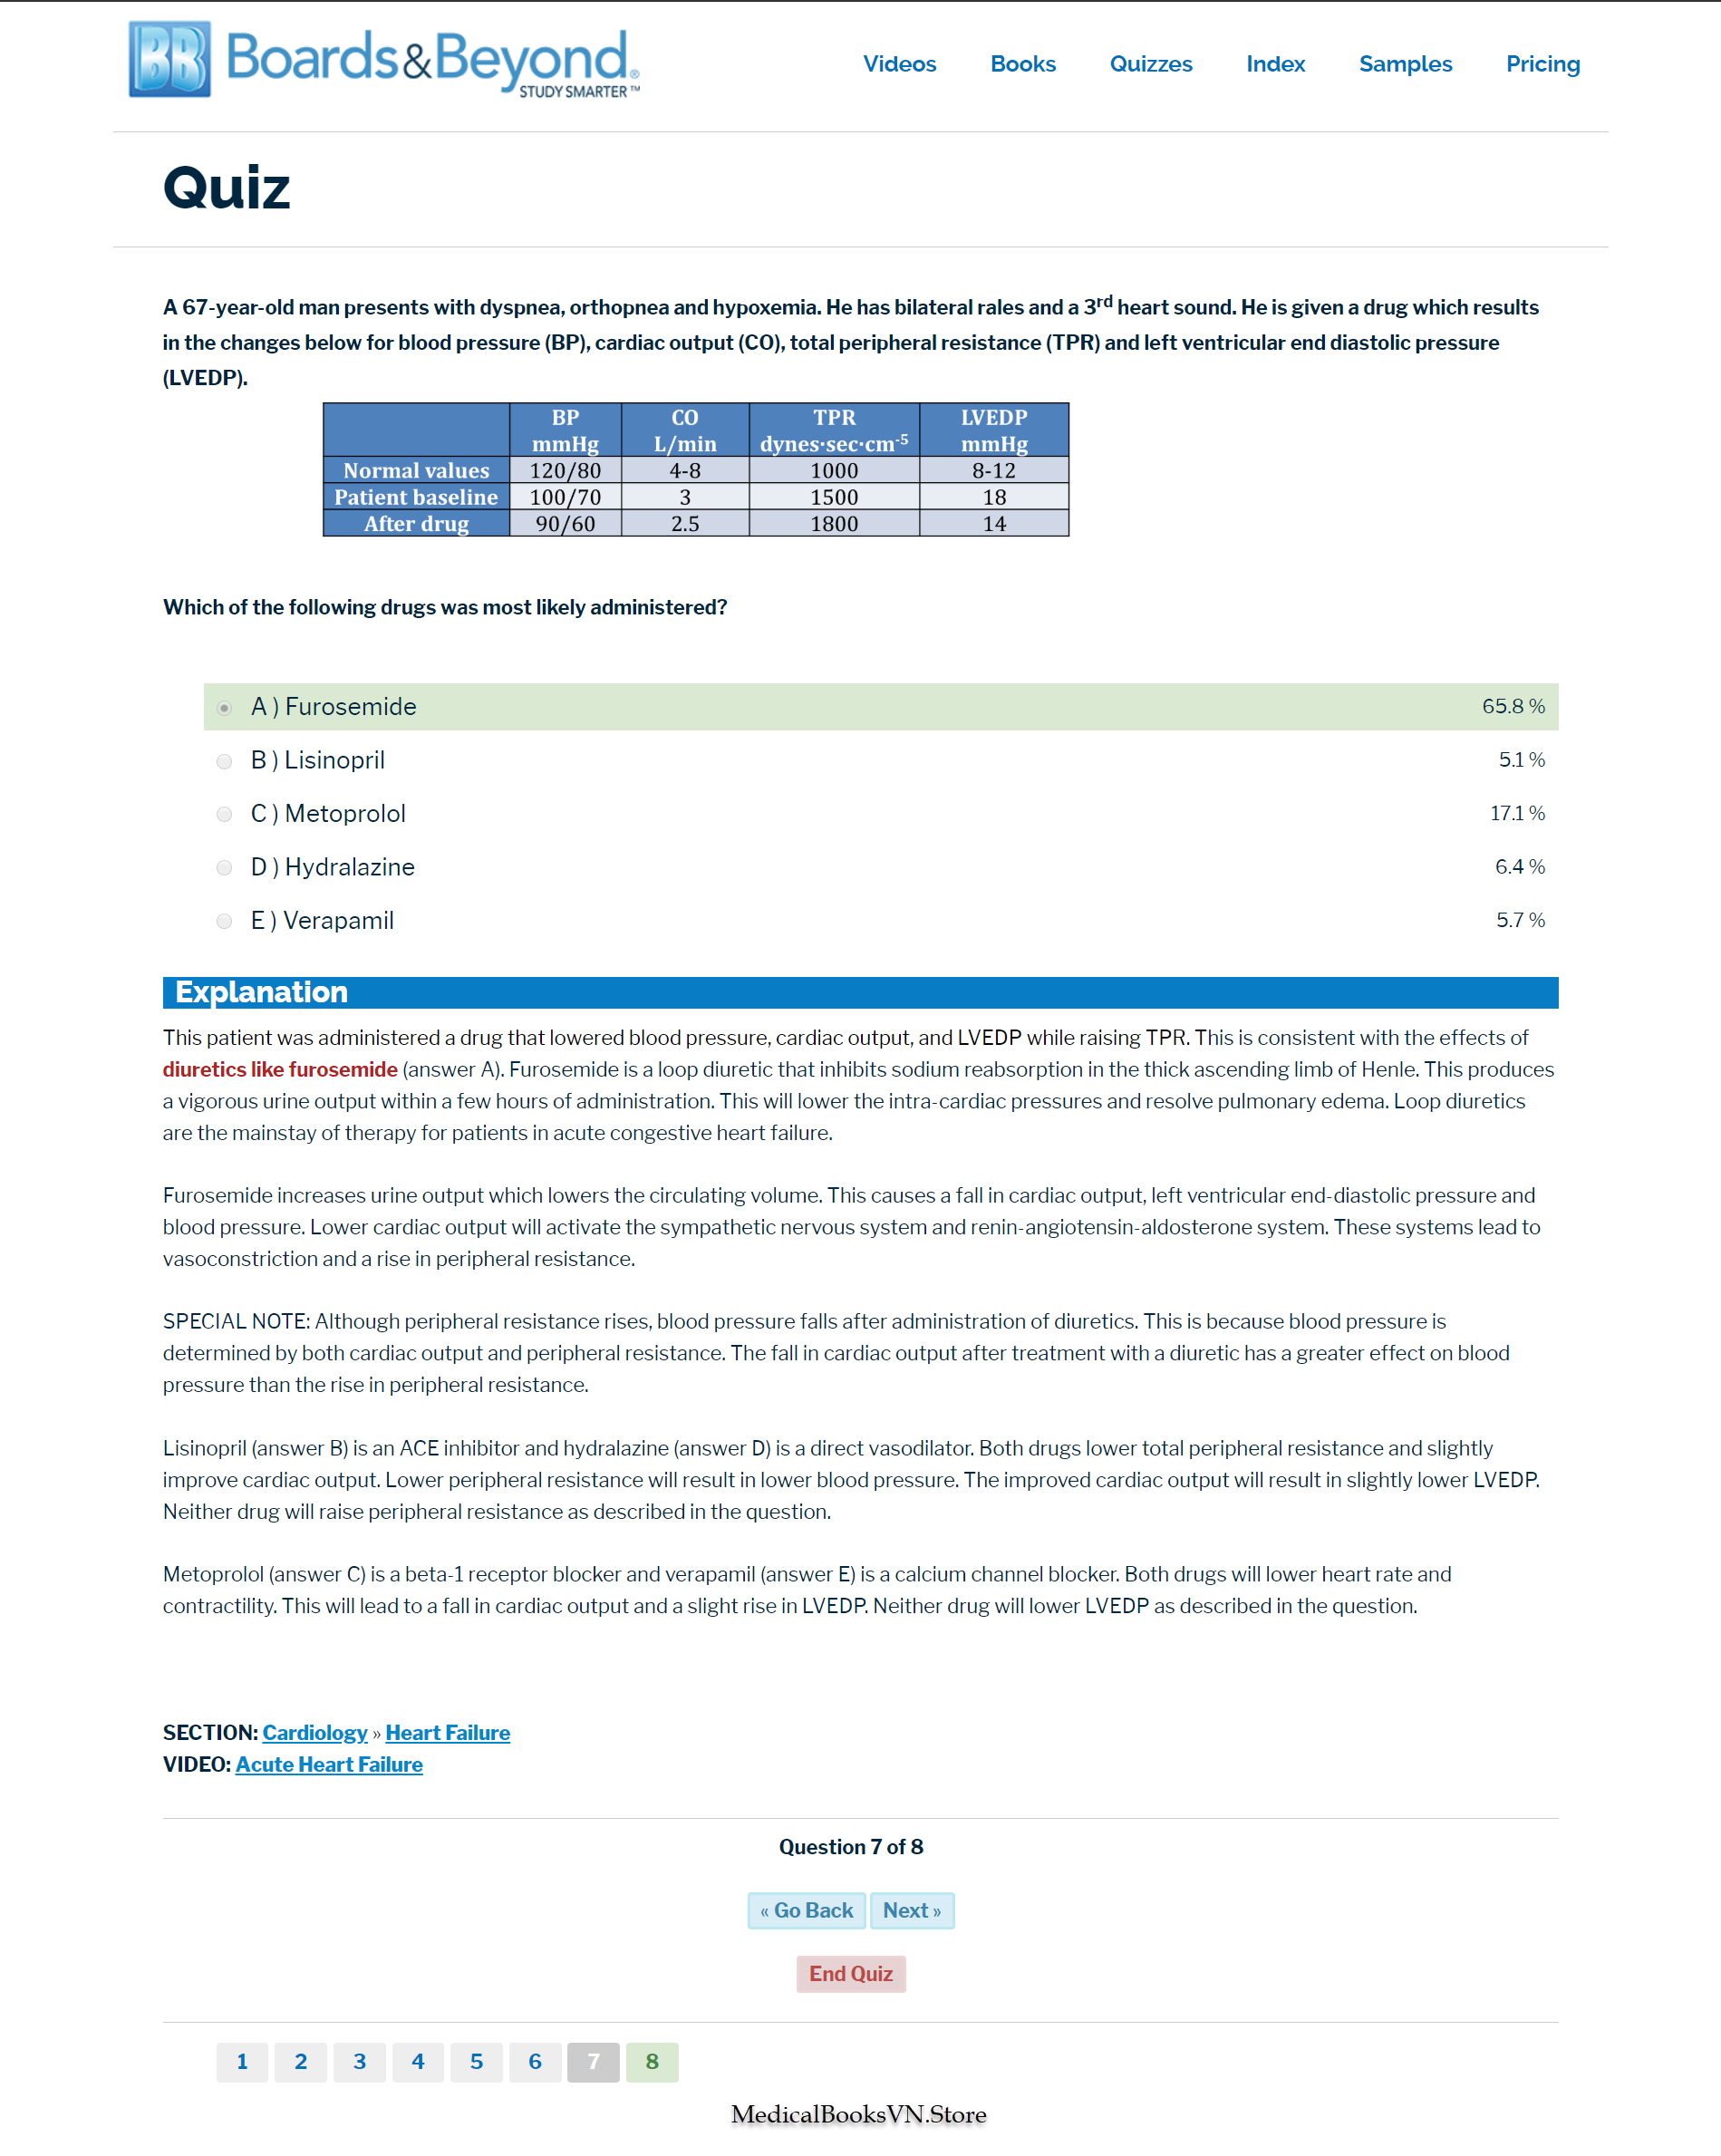 BB Boards&Beyond®
STUDY SMARTER™
Videos Books Quizzes Index Samples Pricing
Quiz
A 67-year-old man presents with dyspnea, orthopnea and hypoxemia. He has bilateral rales and a 3rd heart sound. He is given a drug which results
in the changes below for blood pressure (BP), cardiac output (CO), total peripheral resistance (TPR) and left ventricular end diastolic pressure
(LVEDP).
BP CO TPR LVEDP
mmHg L/min dynes·sec·cm-5 mmHg
Normal values 120/80 4-8 1000 8-12
Patient baseline 100/70 3 1500 18
After drug 90/60 2.5 1800 14
Which of the following drugs was most likely administered?
A ) Furosemide 65.8 %
B ) Lisinopril 5.1 %
C ) Metoprolol 17.1 %
D ) Hydralazine 6.4 %
E ) Verapamil 5.7 %
Explanation
This patient was administered a drug that lowered blood pressure, cardiac output, and LVEDP while raising TPR. This is consistent with the effects of
diuretics like furosemide (answer A). Furosemide is a loop diuretic that inhibits sodium reabsorption in the thick ascending limb of Henle. This produces
a vigorous urine output within a few hours of administration. This will lower the intra-cardiac pressures and resolve pulmonary edema. Loop diuretics
are the mainstay of therapy for patients in acute congestive heart failure.
Furosemide increases urine output which lowers the circulating volume. This causes a fall in cardiac output, left ventricular end-diastolic pressure and
blood pressure. Lower cardiac output will activate the sympathetic nervous system and renin-angiotensin-aldosterone system. These systems lead to
vasoconstriction and a rise in peripheral resistance.
SPECIAL NOTE: Although peripheral resistance rises, blood pressure falls after administration of diuretics. This is because blood pressure is
determined by both cardiac output and peripheral resistance. The fall in cardiac output after treatment with a diuretic has a greater effect on blood
pressure than the rise in peripheral resistance.
Lisinopril (answer B) is an ACE inhibitor and hydralazine (answer D) is a direct vasodilator. Both drugs lower total peripheral resistance and slightly
improve cardiac output. Lower peripheral resistance will result in lower blood pressure. The improved cardiac output will result in slightly lower LVEDP.
Neither drug will raise peripheral resistance as described in the question.
Metoprolol (answer C) is a beta-1 receptor blocker and verapamil (answer E) is a calcium channel blocker. Both drugs will lower heart rate and
contractility. This will lead to a fall in cardiac output and a slight rise in LVEDP. Neither drug will lower LVEDP as described in the question.
SECTION: Cardiology » Heart Failure
VIDEO: Acute Heart Failure
Question 7 of 8
« Go Back Next »
End Quiz
1 2 3 4 5 6 7 8
MedicalBooksVN.Store